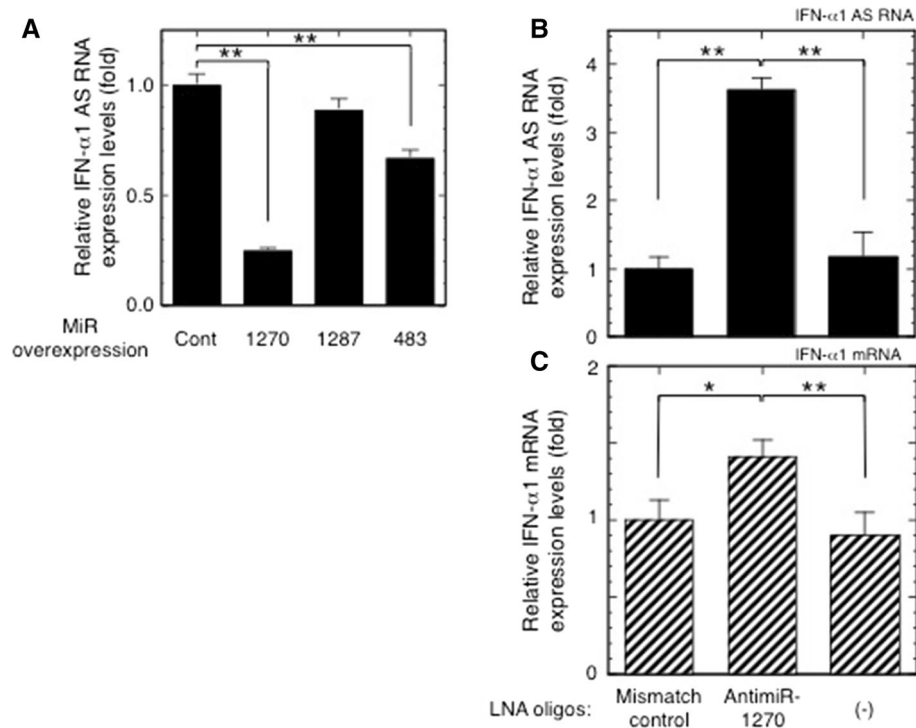 A
Relative IFN-α1 AS RNA
expression levels (fold)
1.0
0.5
0.0
**
**
MiR
overexpression
Cont
1270
1287
483
B
IFN-α1 AS RNA
Relative IFN-α1 AS RNA
expression levels (fold)
4
3
2
1
0
**
**
C
IFN-α1 mRNA
Relative IFN-α1 mRNA
expression levels (fold)
2
1
0
*
**
LNA oligos:
Mismatch
control
AntimiR-
1270
(-)